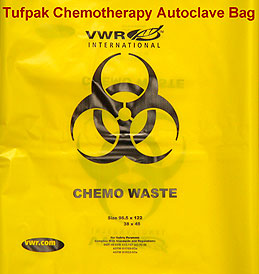 Tufpak Chemotherapy Autoclave Bag
VWR
INTERNATIONAL
CHEMO WASTE
Size 96.5 x 122
38 x 48
vwr.com